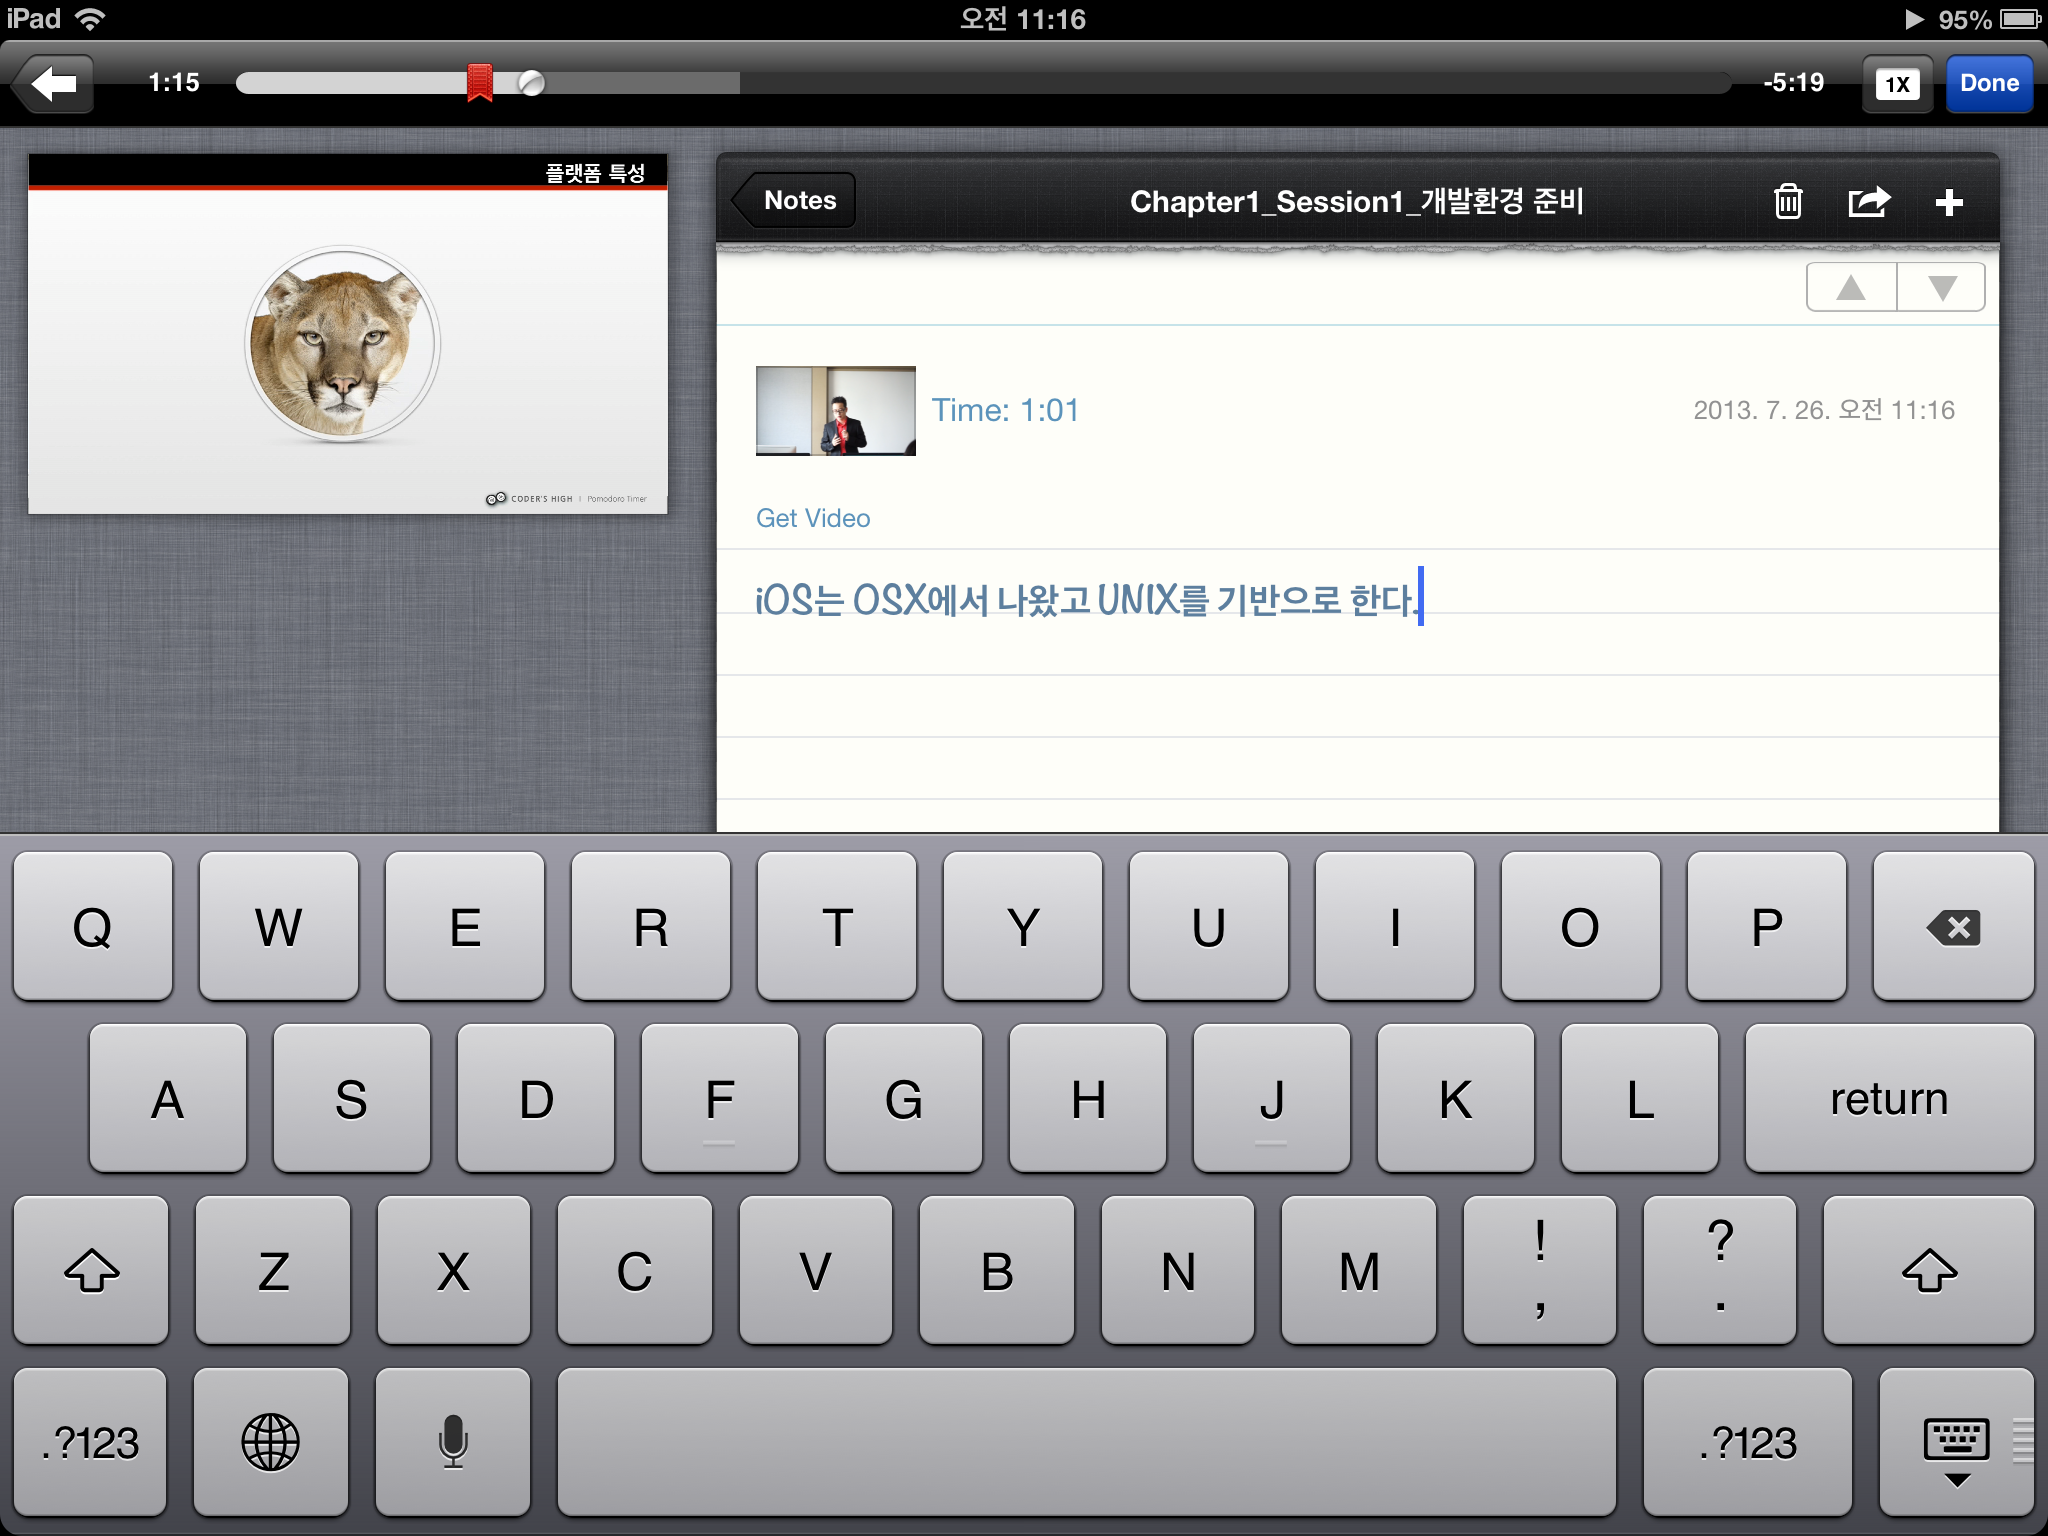 iPad 오전 11:16 95%
1:15 -5:19 1X Done
플랫폼 특성
CODER'S HIGH | Pomodoro Timer
Notes Chapter1_Session1_개발환경 준비
Time: 1:01 2013. 7. 26. 오전 11:16
Get Video
iOS는 OSX에서 나왔고 UNIX를 기반으로 한다.
Q W E R T Y U I O P
A S D F G H J K L return
Z X C V B N M ! , ? .
.?123 .?123